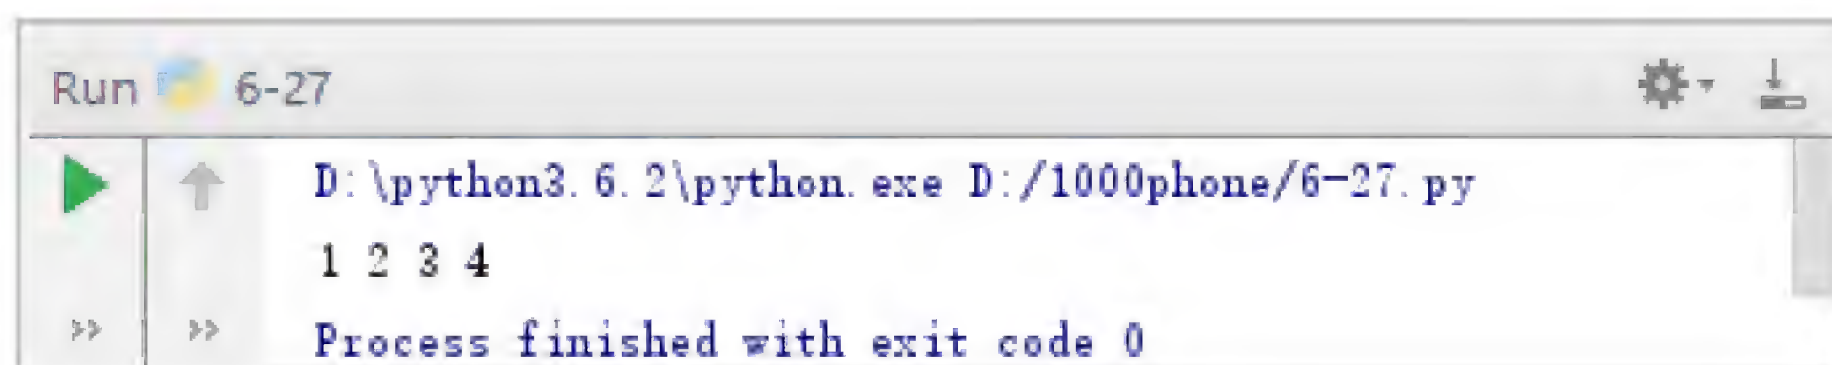 Run 6-27
D:\python3.6.2\python.exe D:/1000phone/6-27.py
1 2 3 4
Process finished with exit code 0